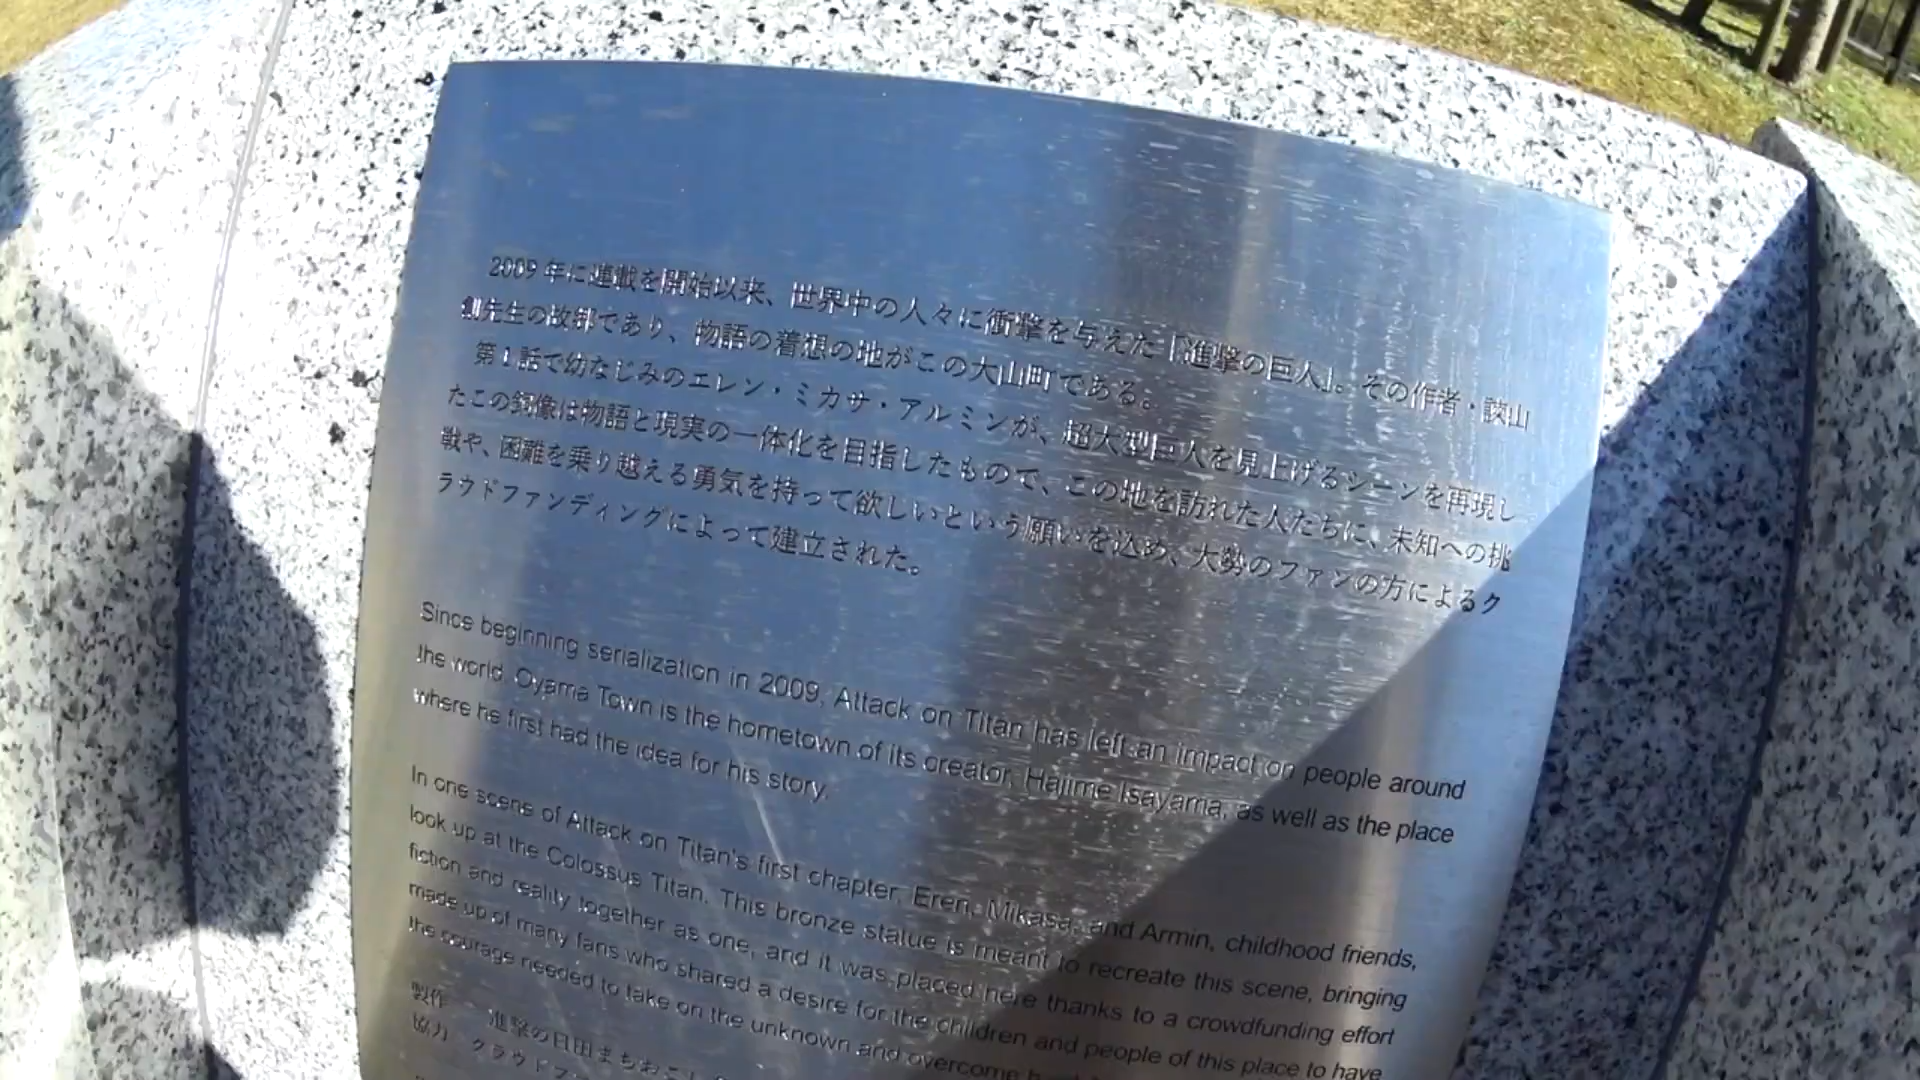 2009年に連載を開始以来、世界中の人々に衝撃を与えた「進撃の巨人」。その作者・諫山
創先生の故郷であり、物語の着想の地がこの大山町である。
第1話で幼なじみのエレン・ミカサ・アルミンが、超大型巨人を見上げるシーンを再現し
たこの銅像は物語と現実の一体化を目指したもので、この地を訪れた人たちに、未知への挑
戦や、困難を乗り越える勇気を持って欲しいという願いを込め、大勢のファンの方によるク
ラウドファンディングによって建立された。
Since beginning serialization in 2009, Attack on Titan has left an impact on people around
the world. Oyama Town is the hometown of its creator, Hajime Isayama, as well as the place
where he first had the idea for his story.
In one scene of Attack on Titan's first chapter, Eren, Mikasa, and Armin, childhood friends,
look up at the Colossus Titan. This bronze statue is meant to recreate this scene, bringing
fiction and reality together as one, and it was placed here thanks to a crowdfunding effort
made up of many fans who shared a desire for the children and people of this place to have
the courage needed to take on the unknown and overcome
製作 進撃の日田まちおこし
協力 クラウドフ